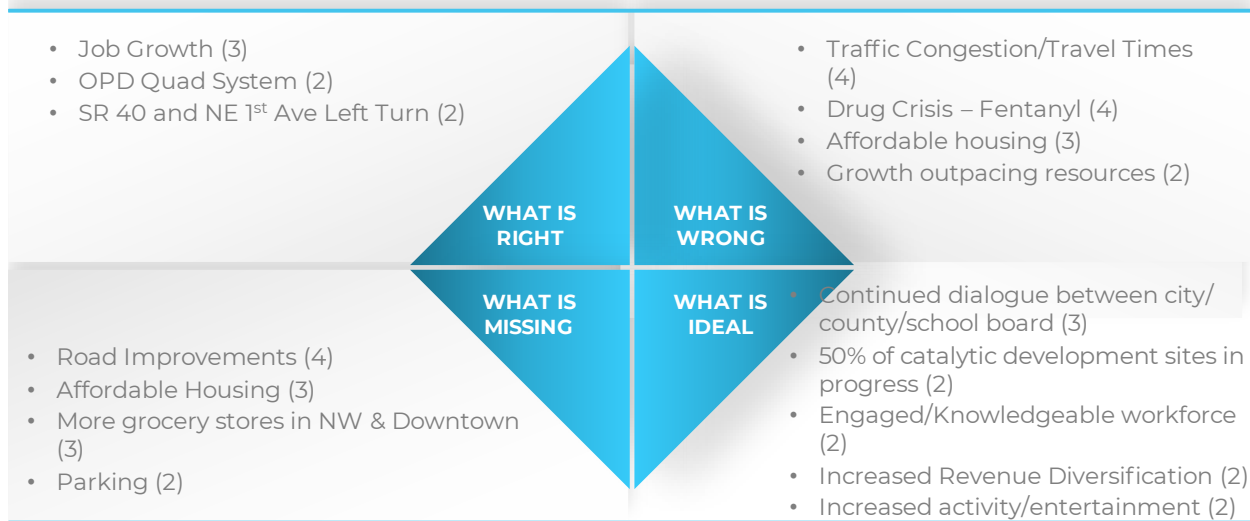 • Job Growth (3)
• OPD Quad System (2)
• SR 40 and NE 1st Ave Left Turn (2)
• Traffic Congestion/Travel Times
(4)
• Drug Crisis – Fentanyl (4)
• Affordable housing (3)
• Growth outpacing resources (2)
WHAT IS
RIGHT
WHAT IS
WRONG
WHAT IS
MISSING
WHAT IS
IDEAL
• Road Improvements (4)
• Affordable Housing (3)
• More grocery stores in NW & Downtown
(3)
• Parking (2)
• Continued dialogue between city/
county/school board (3)
• 50% of catalytic development sites in
progress (2)
• Engaged/Knowledgeable workforce
(2)
• Increased Revenue Diversification (2)
• Increased activity/entertainment (2)